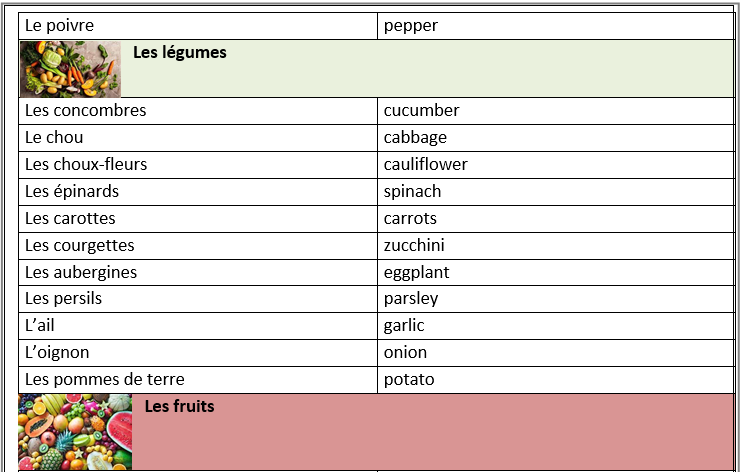 Le poivre pepper
Les légumes
Les concombres cucumber
Le chou cabbage
Les choux-fleurs cauliflower
Les épinards spinach
Les carottes carrots
Les courgettes zucchini
Les aubergines eggplant
Les persils parsley
L’ail garlic
L’oignon onion
Les pommes de terre potato
Les fruits